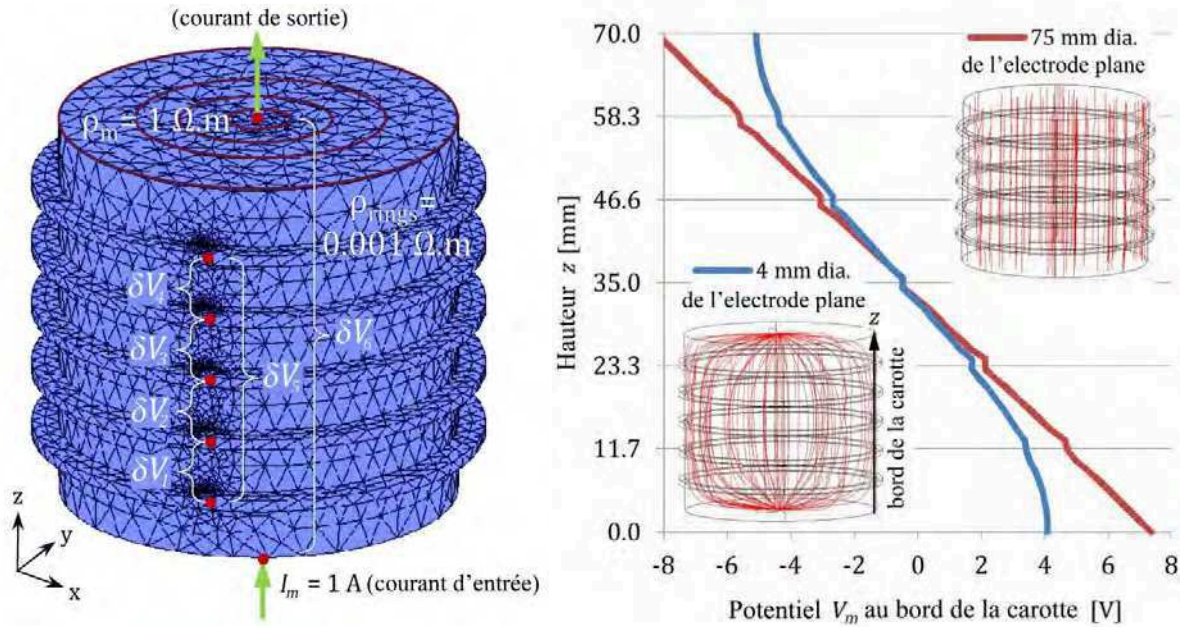 (courant de sortie)
ρm = 1 Ω.m
ρrings =
0.001 Ω.m
δV4
δV3
δV2
δV1
δV5
δV6
z
y
x
Im = 1 A (courant d'entrée)
70.0
58.3
46.6
35.0
23.3
11.7
0.0
Hauteur z [mm]
75 mm dia.
de l'electrode plane
4 mm dia.
de l'electrode plane
z
bord de la carotte
-8
-6
-4
-2
0
2
4
6
8
Potentiel Vm au bord de la carotte [V]